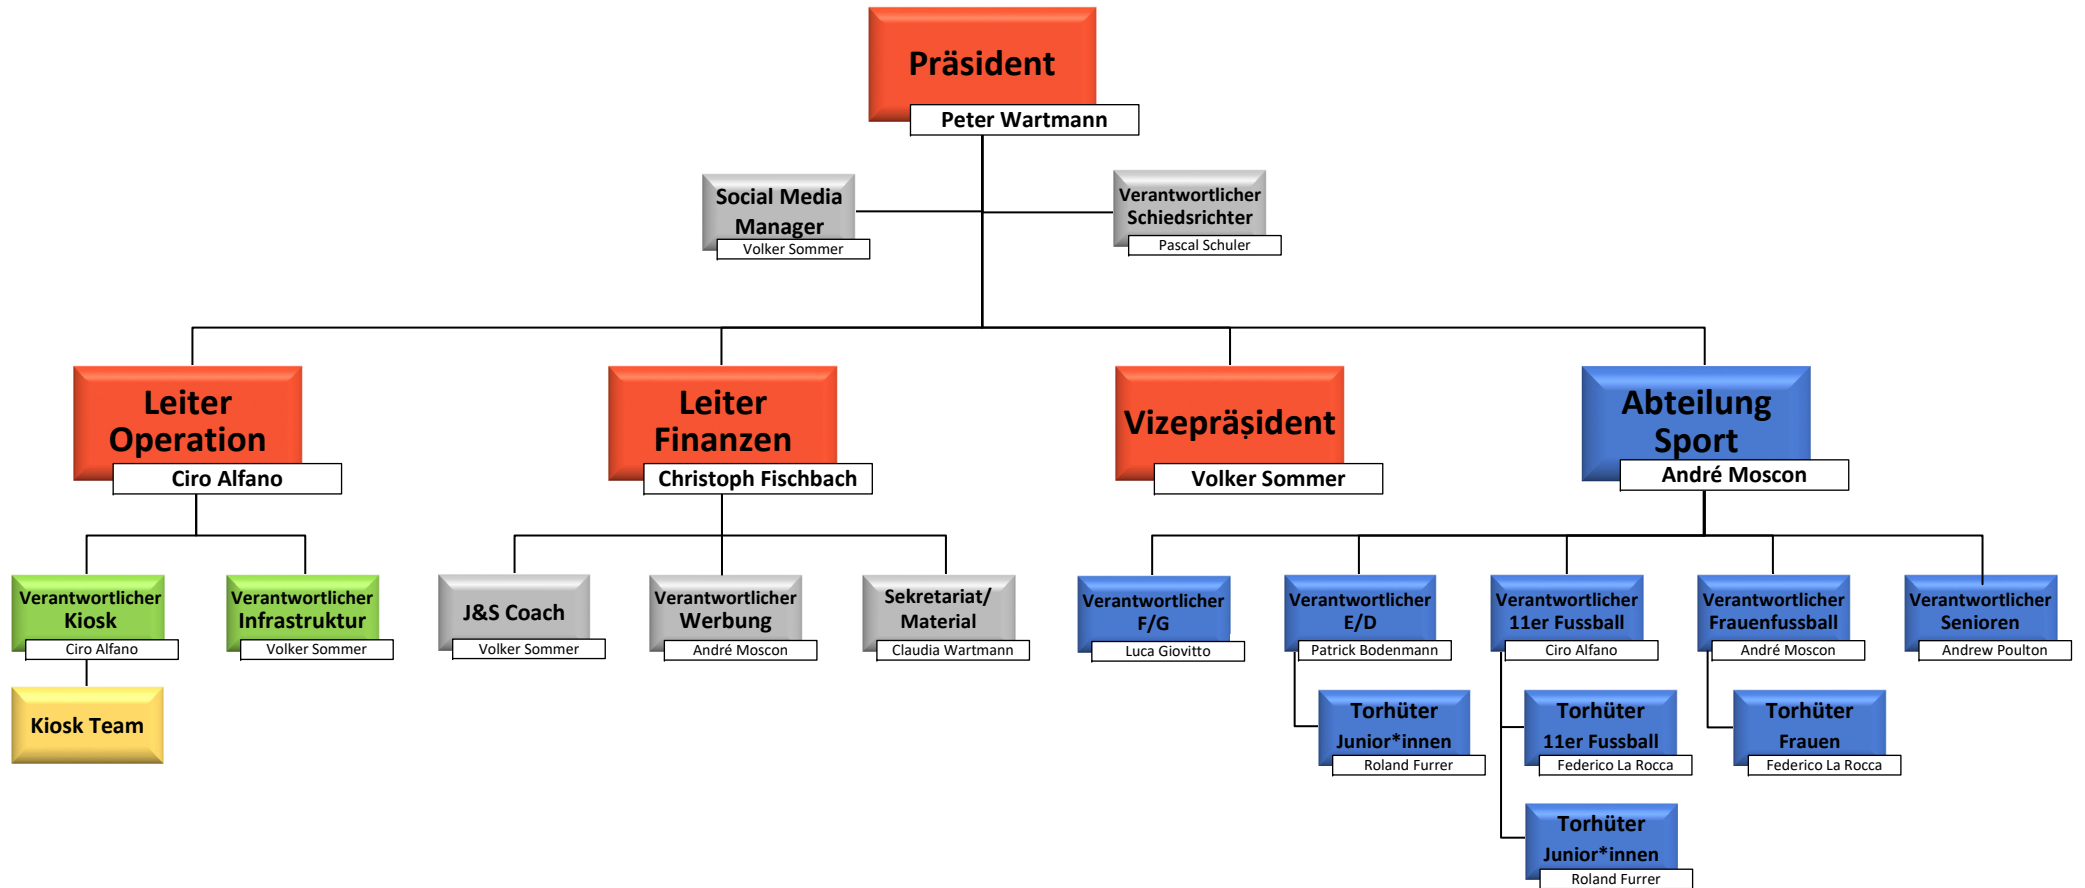 Präsident
Peter Wartmann
Social Media
Manager
Volker Sommer
Verantwortlicher
Schiedsrichter
Pascal Schuler
Leiter
Operation
Ciro Alfano
Leiter
Finanzen
Christoph Fischbach
Vizepräsident
Volker Sommer
Abteilung
Sport
André Moscon
Verantwortlicher
Kiosk
Ciro Alfano
Verantwortlicher
Infrastruktur
Volker Sommer
J&S Coach
Volker Sommer
Verantwortlicher
Werbung
André Moscon
Sekretariat/
Material
Claudia Wartmann
Verantwortlicher
F/G
Luca Giovitto
Verantwortlicher
E/D
Patrick Bodenmann
Verantwortlicher
11er Fussball
Ciro Alfano
Verantwortlicher
Frauenfussball
André Moscon
Verantwortlicher
Senioren
Andrew Poulton
Kiosk Team
Torhüter
Junior*innen
Roland Furrer
Torhüter
11er Fussball
Federico La Rocca
Torhüter
Frauen
Federico La Rocca
Torhüter
Junior*innen
Roland Furrer